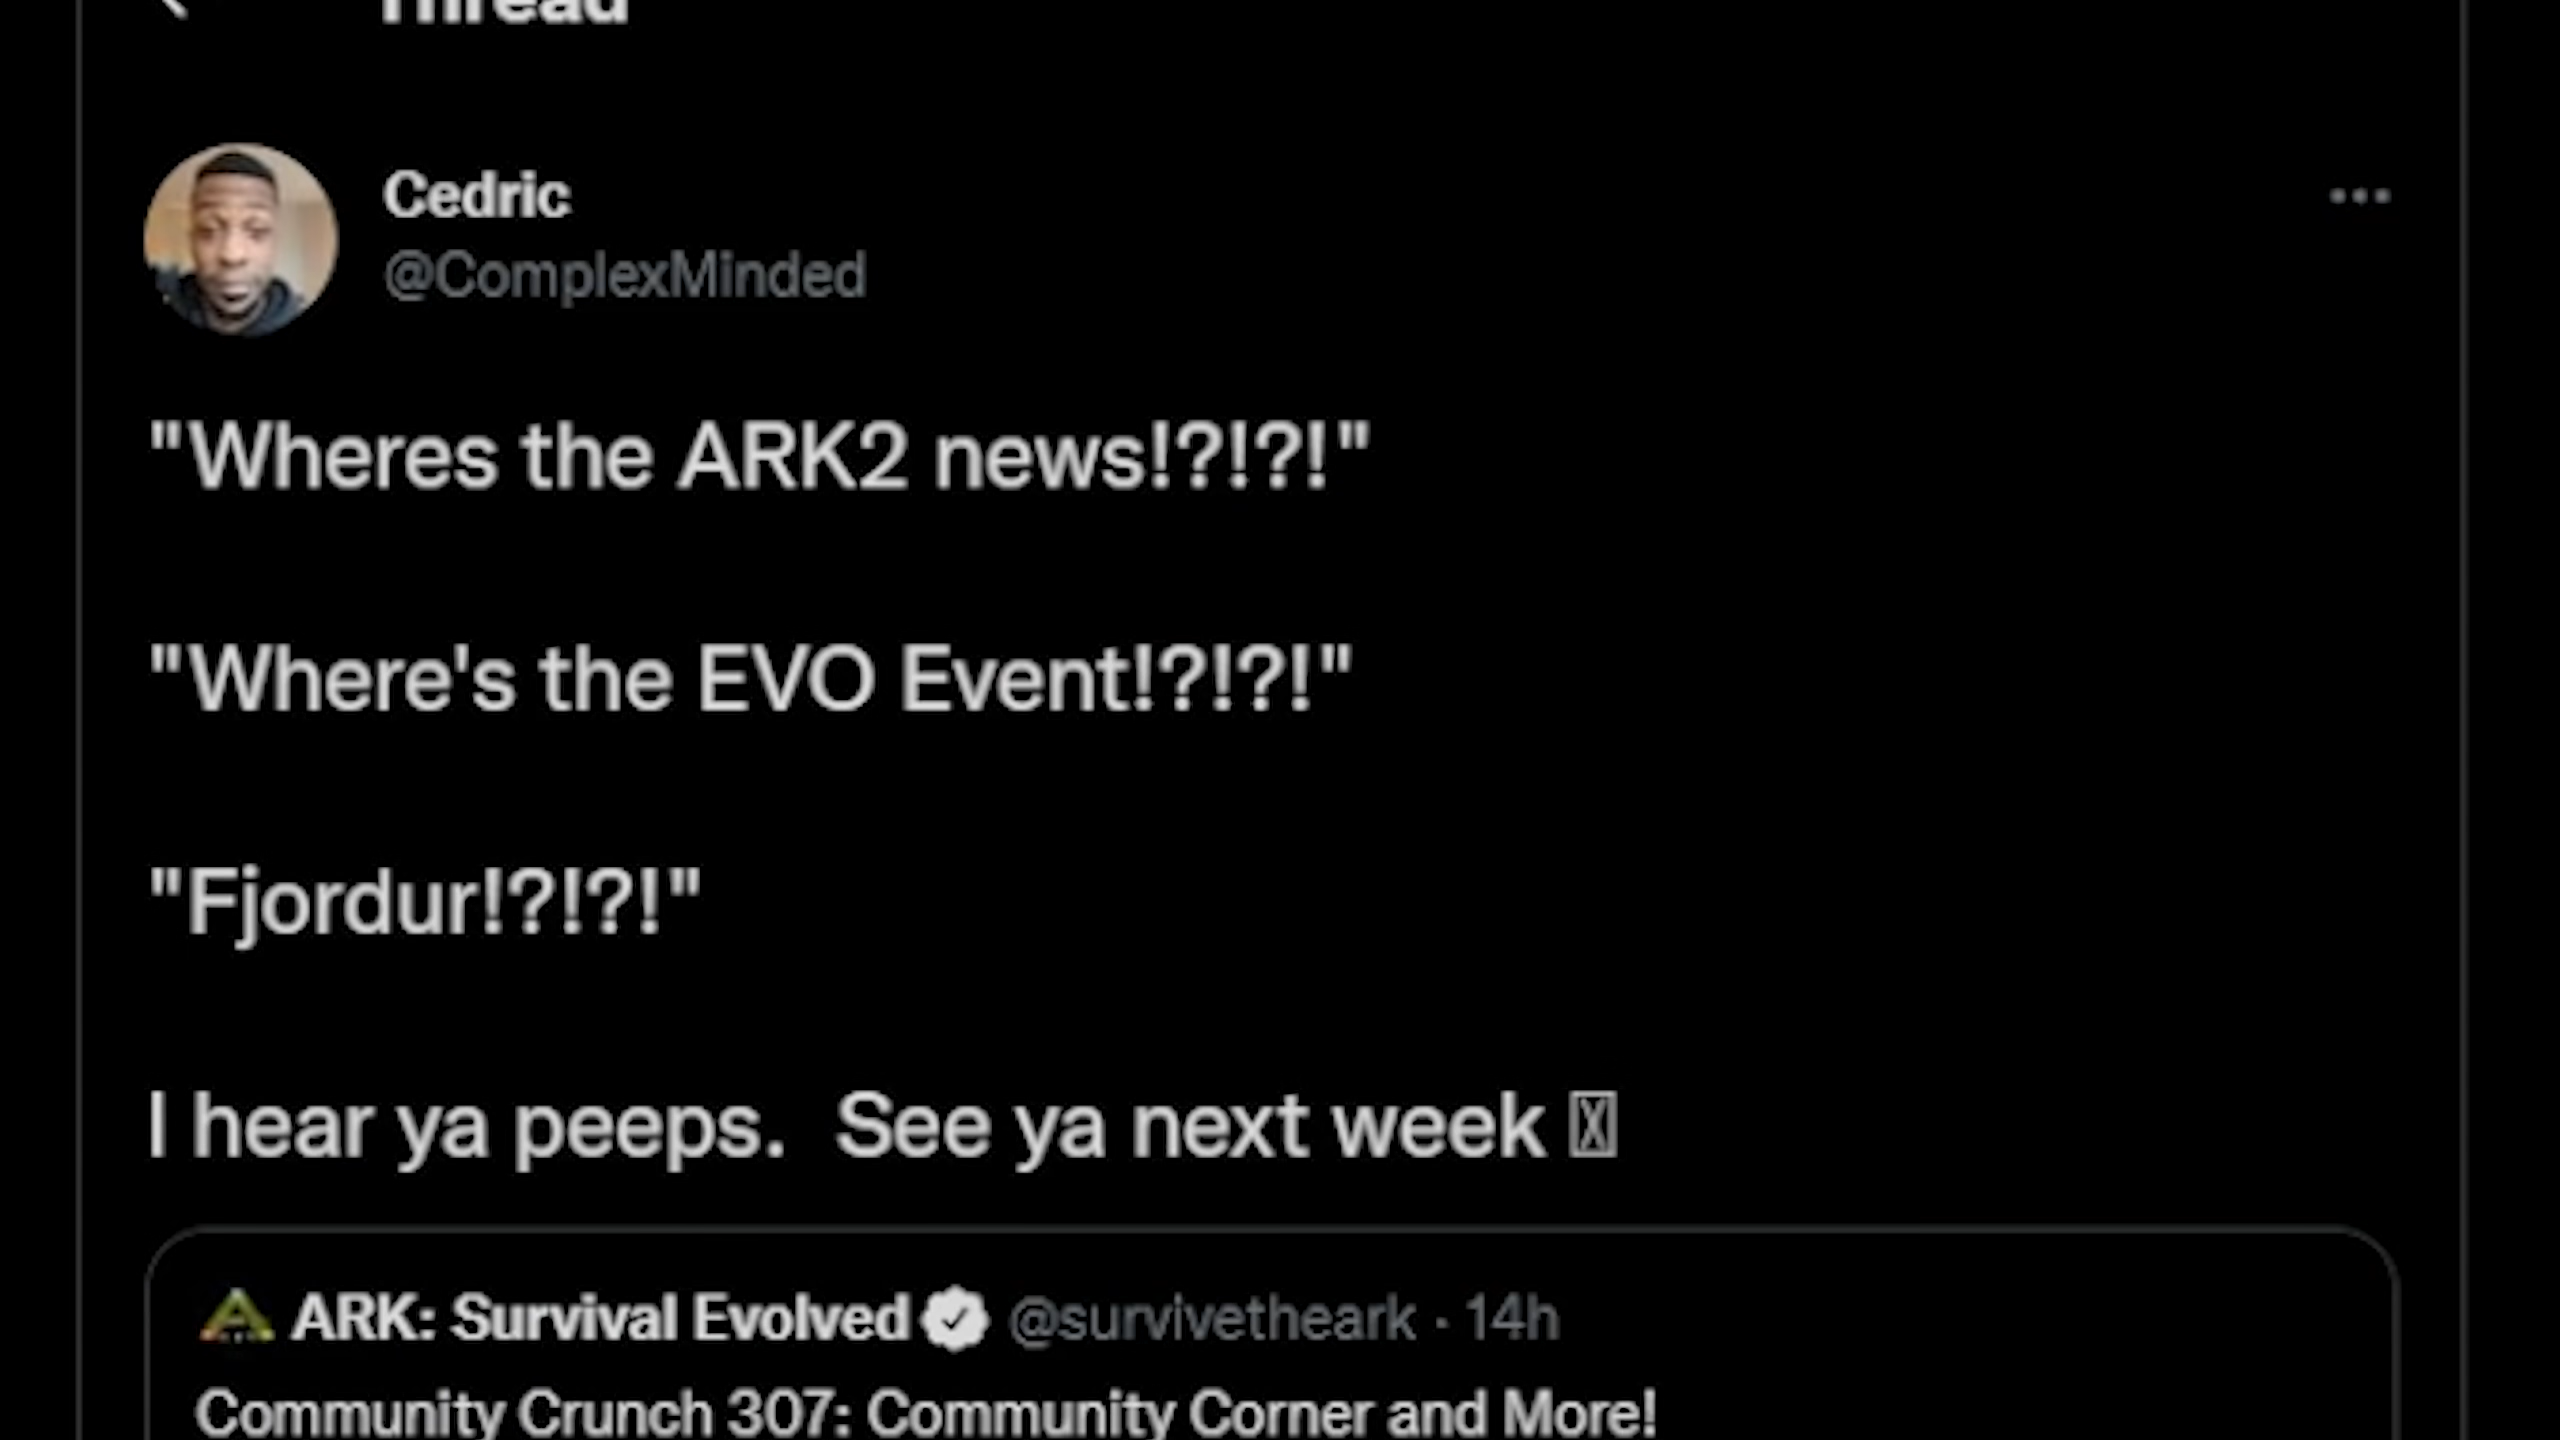 Thread
Cedric
@ComplexMinded
"Wheres the ARK2 news!?!?!"
"Where's the EVO Event!?!?!"
"Fjordur!?!?!"
I hear ya peeps.  See ya next week
ARK: Survival Evolved @survivetheark · 14h
Community Crunch 307: Community Corner and More!